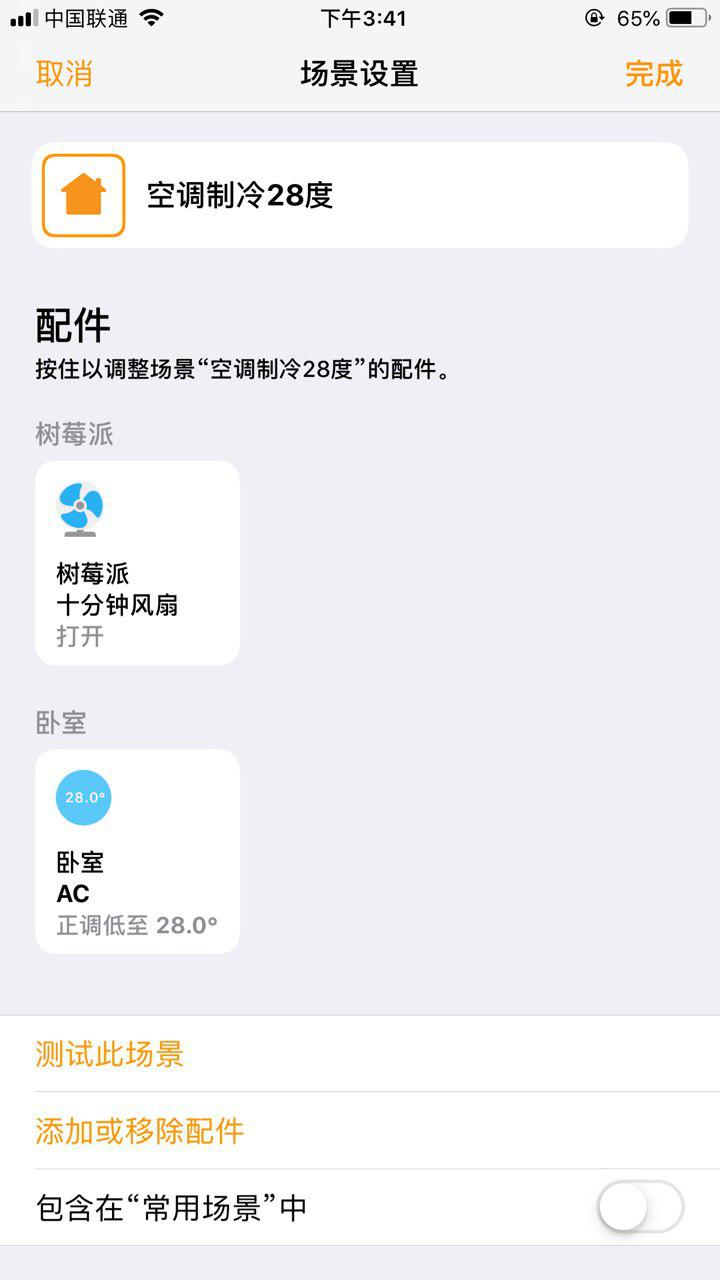 中国联通
下午3:41
65%
取消
场景设置
完成
空调制冷28度
配件
按住以调整场景“空调制冷28度”的配件。
树莓派
树莓派
十分钟风扇
打开
卧室
28.0°
卧室
AC
正调低至 28.0°
测试此场景
添加或移除配件
包含在“常用场景”中